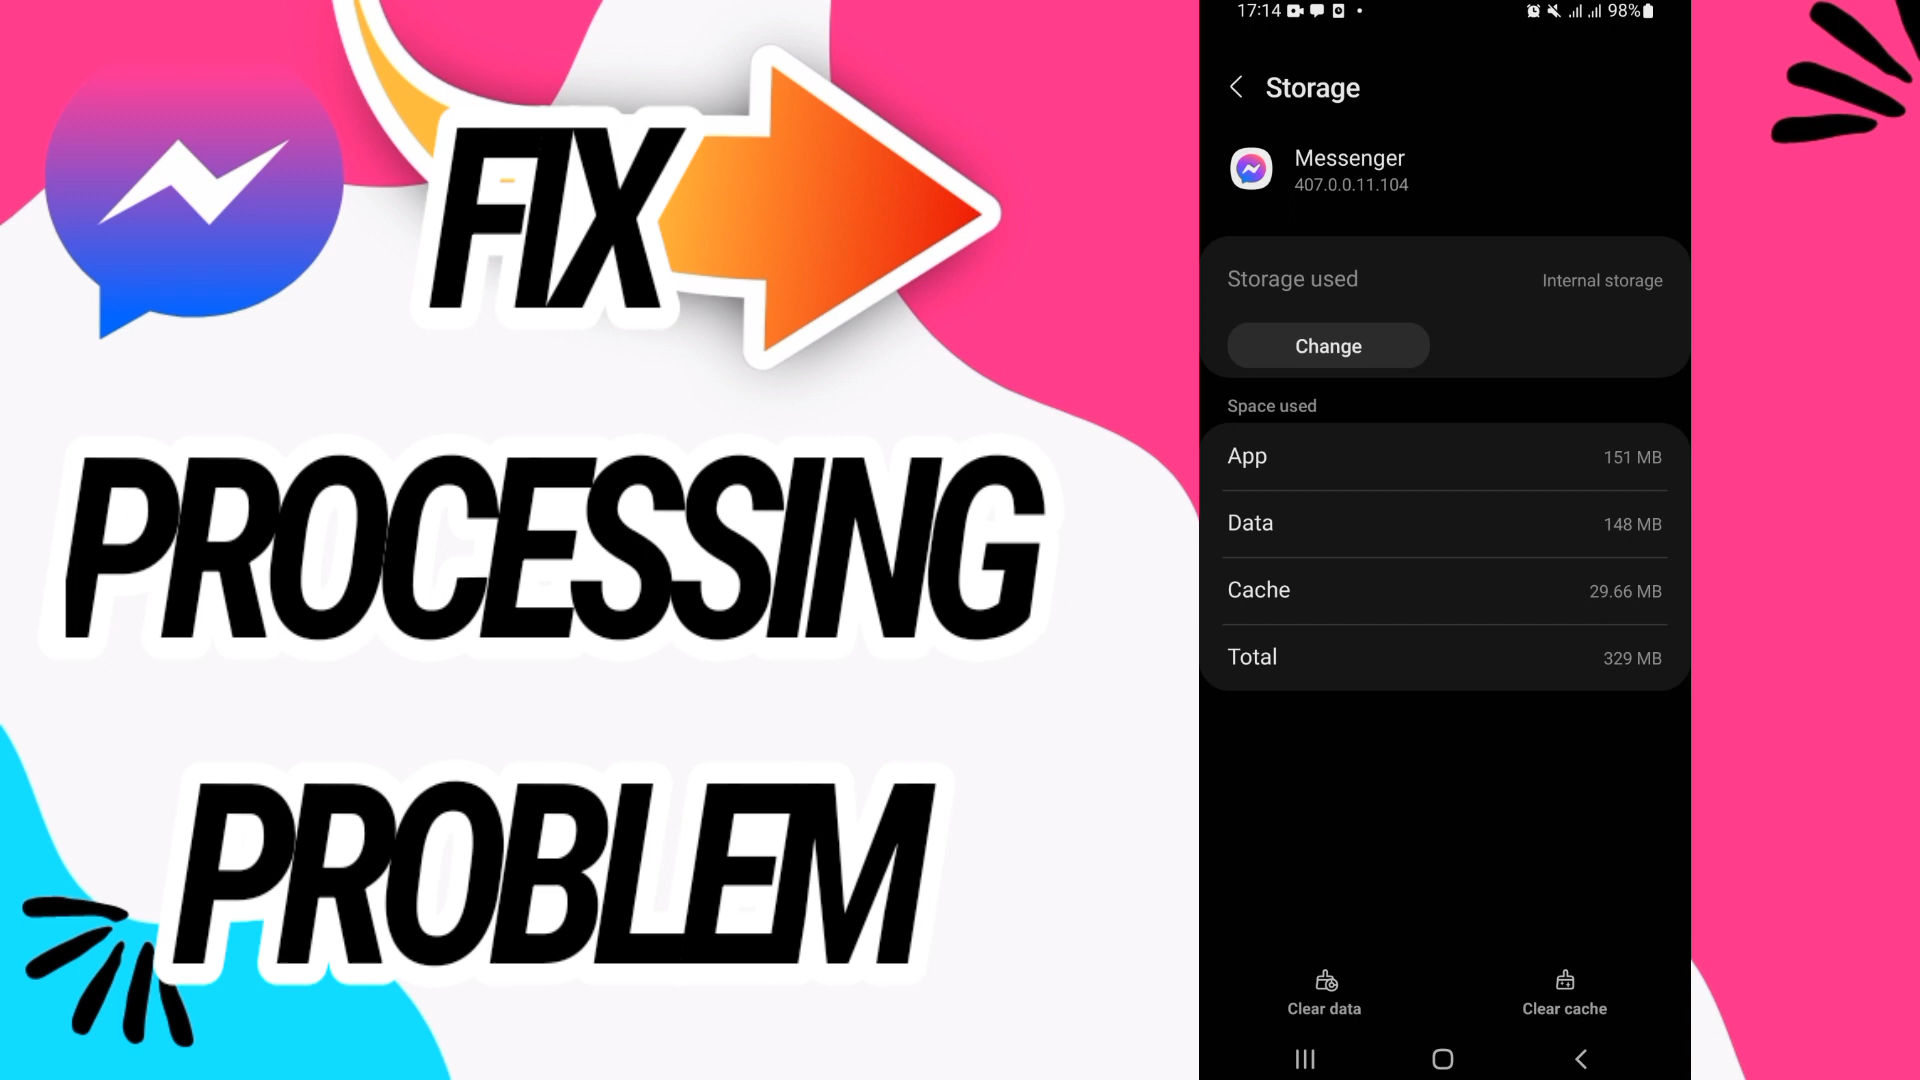 FIX
PROCESSING
PROBLEM
17:14 98%
Storage
Messenger
407.0.0.11.104
Storage used Internal storage
Change
Space used
App 151 MB
Data 148 MB
Cache 29.66 MB
Total 329 MB
Clear data Clear cache